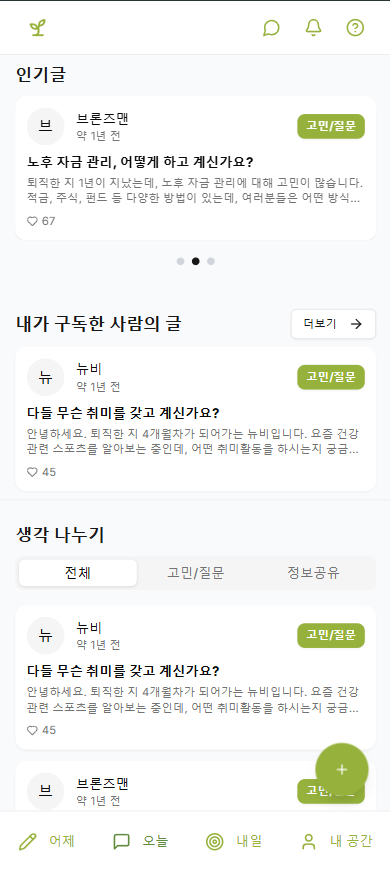 인기글
브
브론즈맨
약 1년 전
고민/질문
노후 자금 관리, 어떻게 하고 계신가요?
퇴직한 지 1년이 지났는데, 노후 자금 관리에 대해 고민이 많습니다.
적금, 주식, 펀드 등 다양한 방법이 있는데, 여러분들은 어떤 방식...
67
내가 구독한 사람의 글
더보기
뉴
뉴비
약 1년 전
고민/질문
다들 무슨 취미를 갖고 계신가요?
안녕하세요. 퇴직한 지 4개월차가 되어가는 뉴비입니다. 요즘 건강
관련 스포츠를 알아보는 중인데, 어떤 취미활동을 하시는지 궁금...
45
생각 나누기
전체
고민/질문
정보공유
뉴
뉴비
약 1년 전
고민/질문
다들 무슨 취미를 갖고 계신가요?
안녕하세요. 퇴직한 지 4개월차가 되어가는 뉴비입니다. 요즘 건강
관련 스포츠를 알아보는 중인데, 어떤 취미활동을 하시는지 궁금...
45
브
브론즈맨
약 1년 전
어제
오늘
내일
내 공간